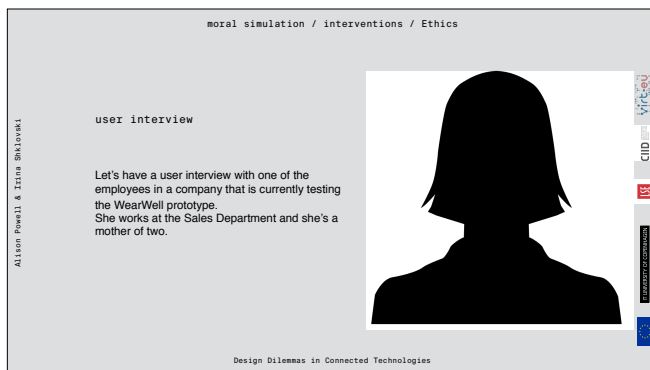 moral simulation / interventions / Ethics
Alison Powell & Irina Shklovski
user interview
Let's have a user interview with one of the
employees in a company that is currently testing
the WearWell prototype.
She works at the Sales Department and she's a
mother of two.
virt-eu
CIID
LSE
IT UNIVERSITY OF COPENHAGEN
Design Dilemmas in Connected Technologies